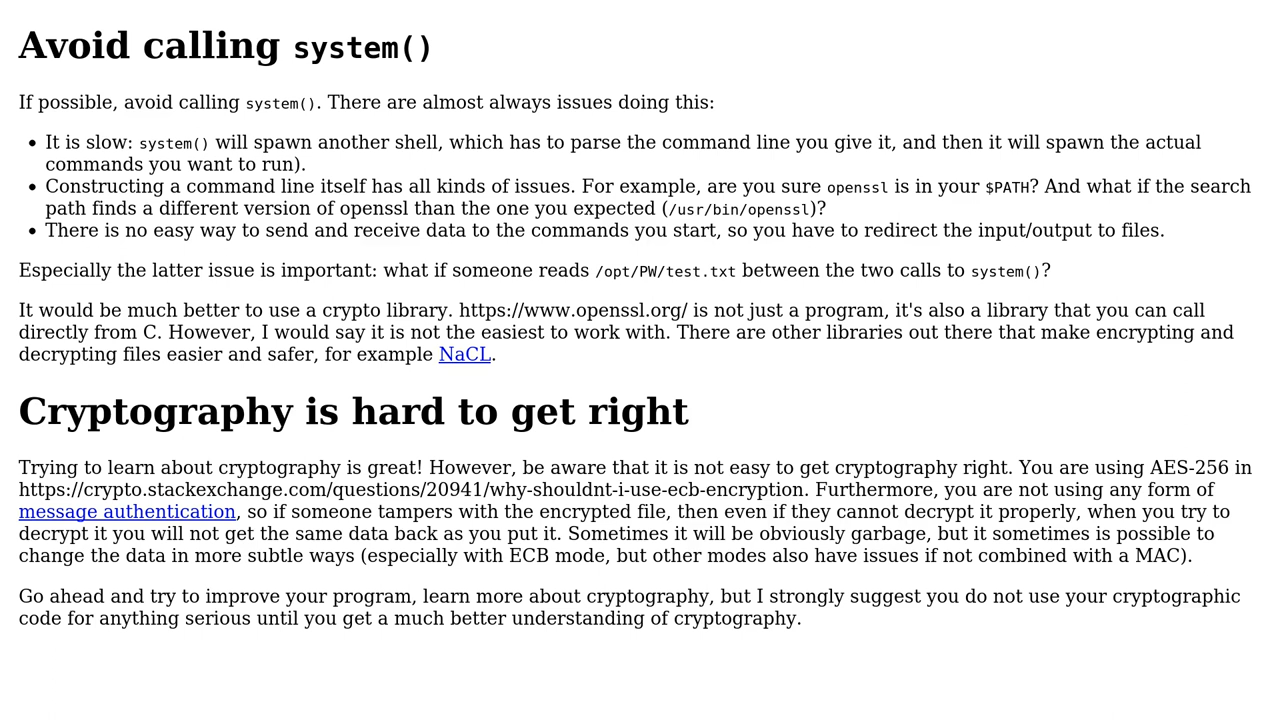 Avoid calling system()
If possible, avoid calling system(). There are almost always issues doing this:
• It is slow: system() will spawn another shell, which has to parse the command line you give it, and then it will spawn the actual
commands you want to run).
• Constructing a command line itself has all kinds of issues. For example, are you sure openssl is in your $PATH? And what if the search
path finds a different version of openssl than the one you expected (/usr/bin/openssl)?
• There is no easy way to send and receive data to the commands you start, so you have to redirect the input/output to files.
Especially the latter issue is important: what if someone reads /opt/PW/test.txt between the two calls to system()?
It would be much better to use a crypto library. https://www.openssl.org/ is not just a program, it's also a library that you can call
directly from C. However, I would say it is not the easiest to work with. There are other libraries out there that make encrypting and
decrypting files easier and safer, for example NaCL.
Cryptography is hard to get right
Trying to learn about cryptography is great! However, be aware that it is not easy to get cryptography right. You are using AES-256 in
https://crypto.stackexchange.com/questions/20941/why-shouldnt-i-use-ecb-encryption. Furthermore, you are not using any form of
message authentication, so if someone tampers with the encrypted file, then even if they cannot decrypt it properly, when you try to
decrypt it you will not get the same data back as you put it. Sometimes it will be obviously garbage, but it sometimes is possible to
change the data in more subtle ways (especially with ECB mode, but other modes also have issues if not combined with a MAC).
Go ahead and try to improve your program, learn more about cryptography, but I strongly suggest you do not use your cryptographic
code for anything serious until you get a much better understanding of cryptography.